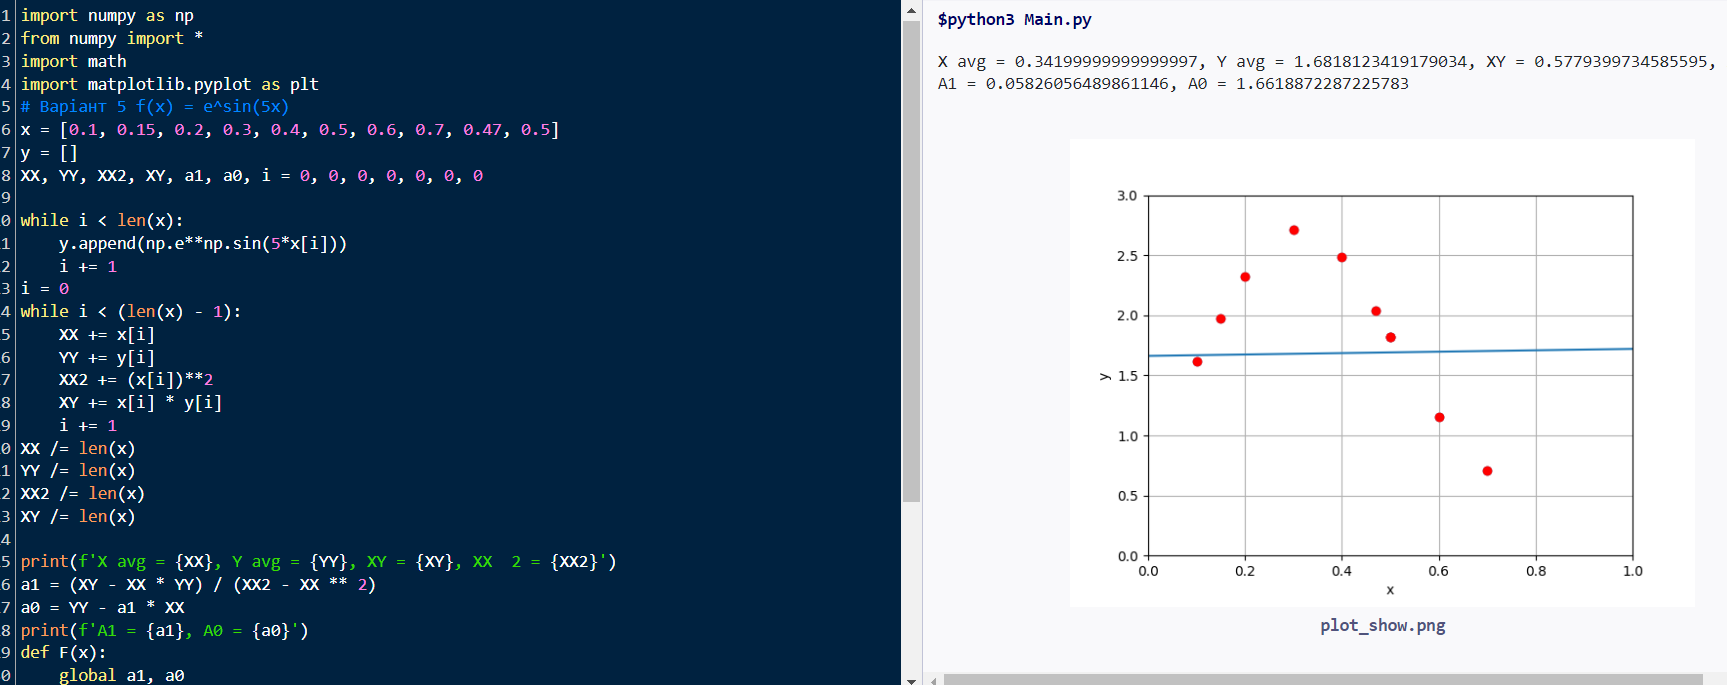 1 import numpy as np
2 from numpy import *
3 import math
4 import matplotlib.pyplot as plt
5 # Варіант 5 f(x) = e^sin(5x)
6 x = [0.1, 0.15, 0.2, 0.3, 0.4, 0.5, 0.6, 0.7, 0.47, 0.5]
7 y = []
8 XX, YY, XX2, XY, a1, a0, i = 0, 0, 0, 0, 0, 0, 0
9
0 while i < len(x):
1     y.append(np.e**np.sin(5*x[i]))
2     i += 1
3 i = 0
4 while i < (len(x) - 1):
5     XX += x[i]
6     YY += y[i]
7     XX2 += (x[i])**2
8     XY += x[i] * y[i]
9     i += 1
0 XX /= len(x)
1 YY /= len(x)
2 XX2 /= len(x)
3 XY /= len(x)
4
5 print(f'X avg = {XX}, Y avg = {YY}, XY = {XY}, XX  2 = {XX2}')
6 a1 = (XY - XX * YY) / (XX2 - XX ** 2)
7 a0 = YY - a1 * XX
8 print(f'A1 = {a1}, A0 = {a0}')
9 def F(x):
0     global a1, a0
$python3 Main.py
X avg = 0.34199999999999997, Y avg = 1.6818123419179034, XY = 0.5779399734585595,
A1 = 0.05826056489861146, A0 = 1.6618872287225783
3.0
2.5
2.0
1.5
1.0
0.5
0.0
y
0.0 0.2 0.4 0.6 0.8 1.0
x
plot_show.png